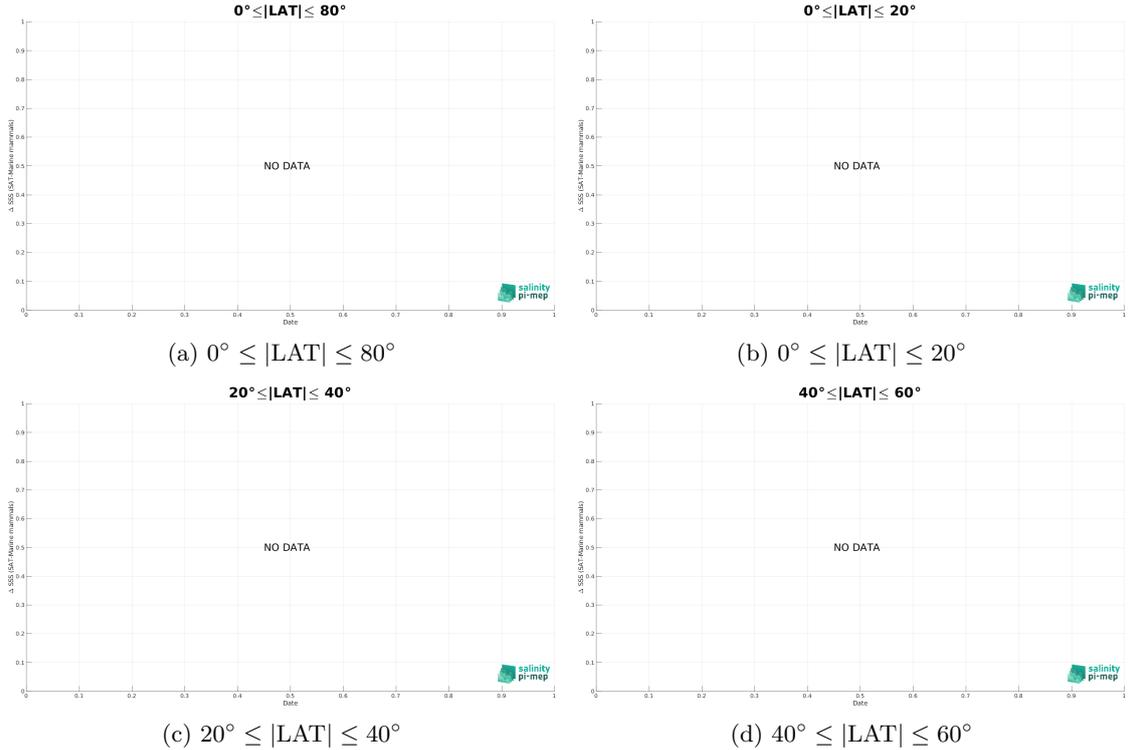 0°≤|LAT|≤ 80°
1
0.9
0.8
0.7
0.6
0.5
0.4
0.3
0.2
0.1
0
Δ SSS (SAT-Marine mammals)
NO DATA
salinity
pi-mep
0 0.1 0.2 0.3 0.4 0.5 0.6 0.7 0.8 0.9 1
Date
(a) 0° ≤ |LAT| ≤ 80°
0°≤|LAT|≤ 20°
1
0.9
0.8
0.7
0.6
0.5
0.4
0.3
0.2
0.1
0
Δ SSS (SAT-Marine mammals)
NO DATA
salinity
pi-mep
0 0.1 0.2 0.3 0.4 0.5 0.6 0.7 0.8 0.9 1
Date
(b) 0° ≤ |LAT| ≤ 20°
20°≤|LAT|≤ 40°
1
0.9
0.8
0.7
0.6
0.5
0.4
0.3
0.2
0.1
0
Δ SSS (SAT-Marine mammals)
NO DATA
salinity
pi-mep
0 0.1 0.2 0.3 0.4 0.5 0.6 0.7 0.8 0.9 1
Date
(c) 20° ≤ |LAT| ≤ 40°
40°≤|LAT|≤ 60°
1
0.9
0.8
0.7
0.6
0.5
0.4
0.3
0.2
0.1
0
Δ SSS (SAT-Marine mammals)
NO DATA
salinity
pi-mep
0 0.1 0.2 0.3 0.4 0.5 0.6 0.7 0.8 0.9 1
Date
(d) 40° ≤ |LAT| ≤ 60°